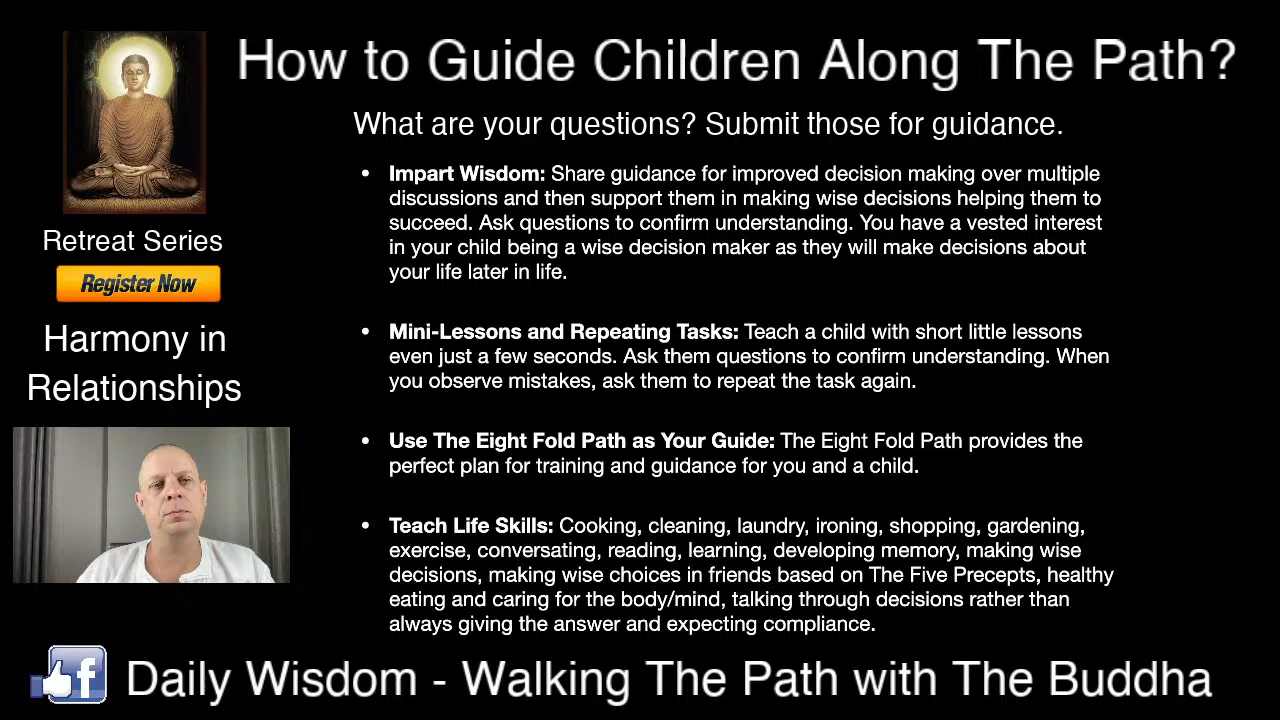 How to Guide Children Along The Path?
What are your questions? Submit those for guidance.
• Impart Wisdom: Share guidance for improved decision making over multiple
discussions and then support them in making wise decisions helping them to
succeed. Ask questions to confirm understanding. You have a vested interest
in your child being a wise decision maker as they will make decisions about
your life later in life.
• Mini-Lessons and Repeating Tasks: Teach a child with short little lessons
even just a few seconds. Ask them questions to confirm understanding. When
you observe mistakes, ask them to repeat the task again.
• Use The Eight Fold Path as Your Guide: The Eight Fold Path provides the
perfect plan for training and guidance for you and a child.
• Teach Life Skills: Cooking, cleaning, laundry, ironing, shopping, gardening,
exercise, conversating, reading, learning, developing memory, making wise
decisions, making wise choices in friends based on The Five Precepts, healthy
eating and caring for the body/mind, talking through decisions rather than
always giving the answer and expecting compliance.
Retreat Series
Register Now
Harmony in
Relationships
f
Daily Wisdom - Walking The Path with The Buddha